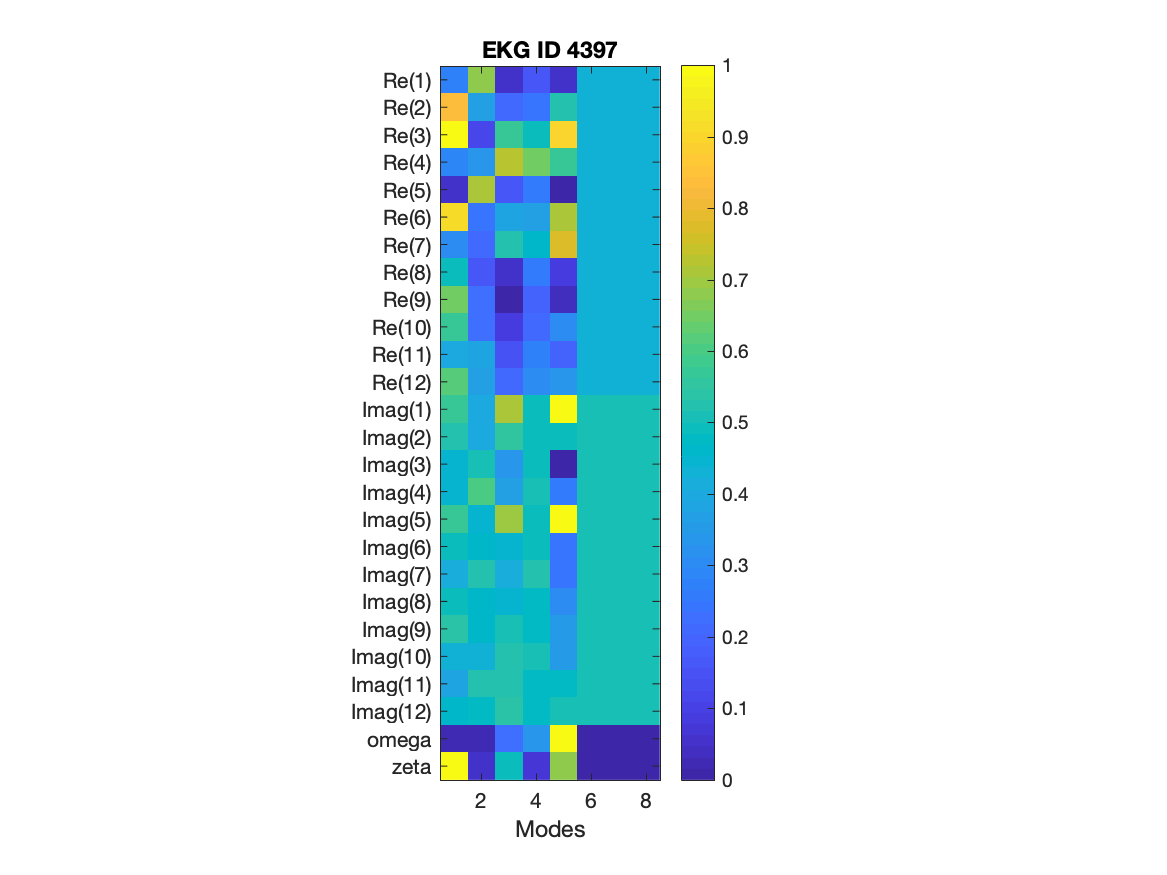 EKG ID 4397
Re(1)
Re(2)
Re(3)
Re(4)
Re(5)
Re(6)
Re(7)
Re(8)
Re(9)
Re(10)
Re(11)
Re(12)
Imag(1)
Imag(2)
Imag(3)
Imag(4)
Imag(5)
Imag(6)
Imag(7)
Imag(8)
Imag(9)
Imag(10)
Imag(11)
Imag(12)
omega
zeta
2 4 6 8
Modes
1
0.9
0.8
0.7
0.6
0.5
0.4
0.3
0.2
0.1
0